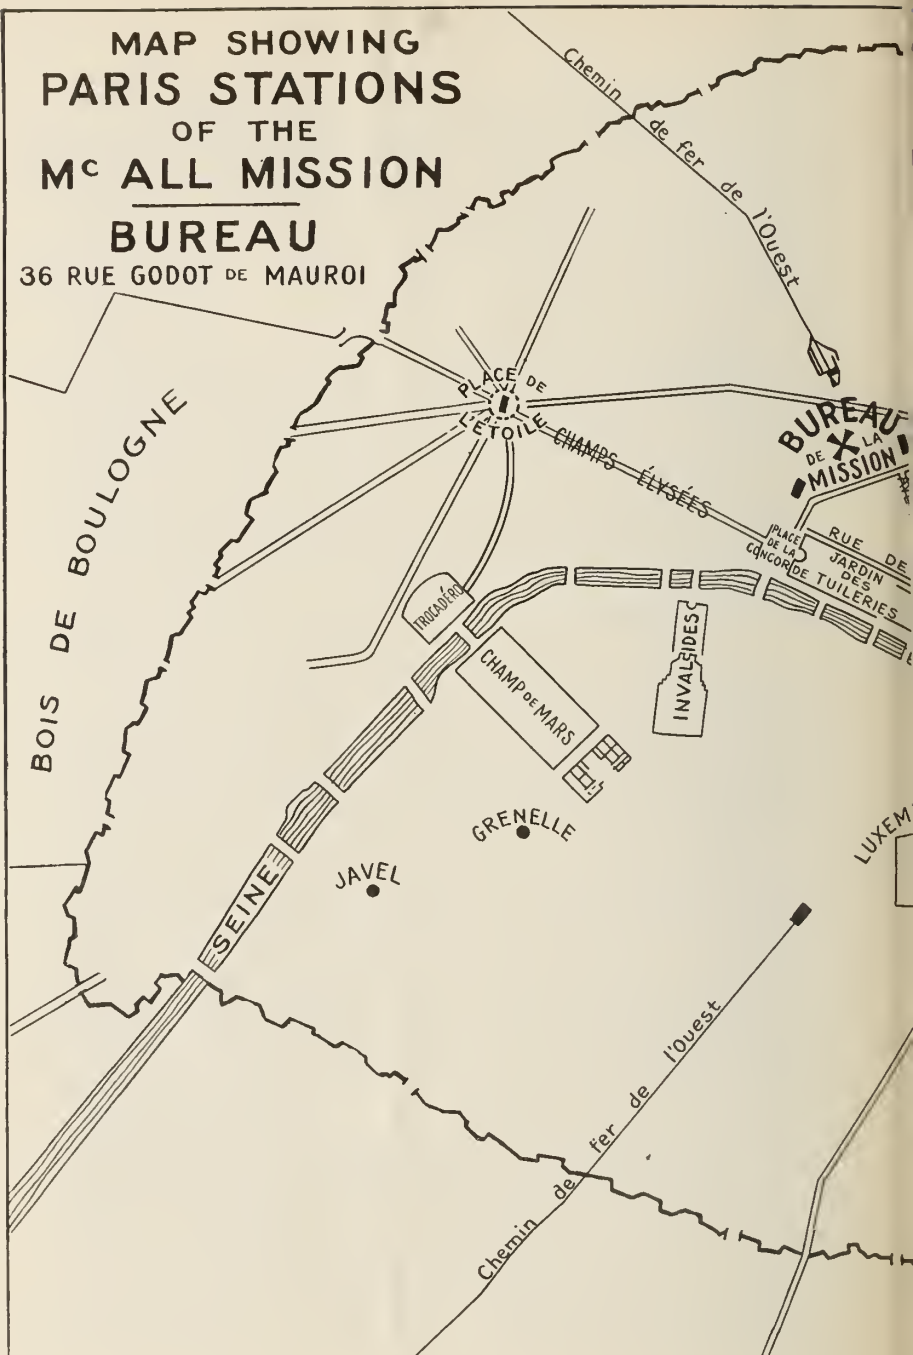 MAP SHOWING
PARIS STATIONS
OF THE
Mc ALL MISSION
BUREAU
36 RUE GODOT DE MAUROI
Chemin de fer de l'Ouest
PLACE DE
L'ETOILE
CHAMPS ÉLYSÉES
BUREAU
DE LA
MISSION
PLACE
DE LA
CONCORDE
RUE DE
JARDIN
DES
TUILERIES
BOIS DE BOULOGNE
TROCADÉRO
CHAMP DE MARS
INVALIDES
GRENELLE
JAVEL
SEINE
LUXEM
Chemin de fer de l'Ouest